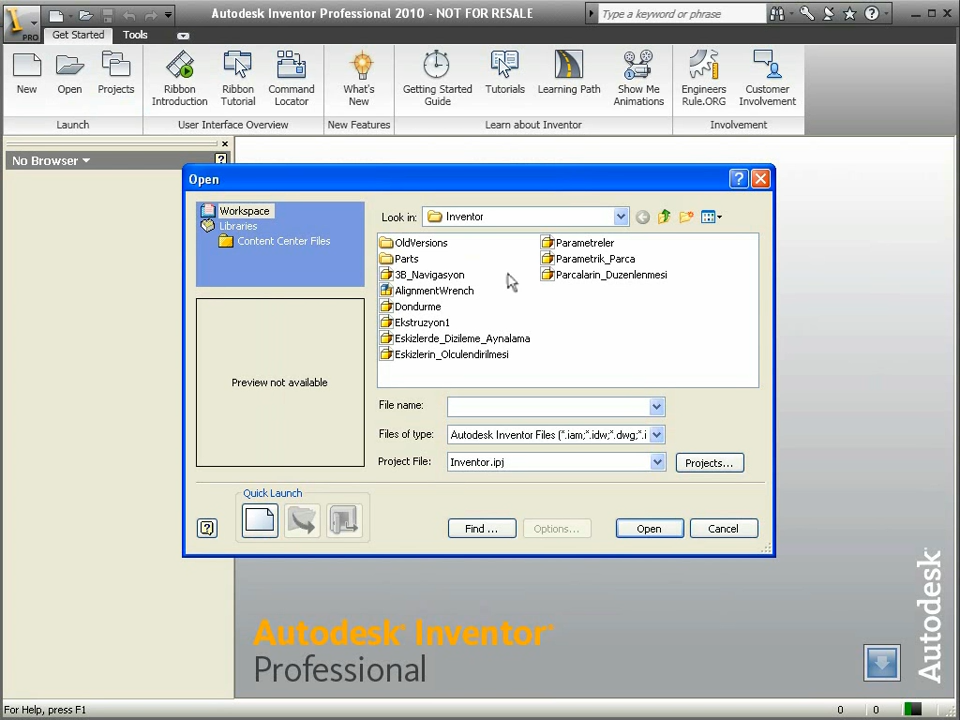 Autodesk Inventor Professional 2010 - NOT FOR RESALE
Type a keyword or phrase
PRO
Get Started
Tools
New
Open
Projects
Ribbon
Introduction
Ribbon
Tutorial
Command
Locator
What's
New
Getting Started
Guide
Tutorials
Learning Path
Show Me
Animations
Engineers
Rule.ORG
Customer
Involvement
Launch
User Interface Overview
New Features
Learn about Inventor
Involvement
No Browser
Open
Workspace
Libraries
Content Center Files
Look in:
Inventor
OldVersions
Parts
3B_Navigasyon
AlignmentWrench
Dondurme
Ekstruzyon1
Eskizlerde_Dizileme_Aynalama
Eskizlerin_Olculendirilmesi
Parametreler
Parametrik_Parca
Parcalarin_Duzenlenmesi
Preview not available
File name:
Files of type:
Autodesk Inventor Files (*.iam;*.idw;*.dwg;*.i
Project File:
Inventor.ipj
Projects...
Quick Launch
Find ...
Options...
Open
Cancel
Autodesk® Inventor®
Professional
Autodesk®
For Help, press F1
0
0